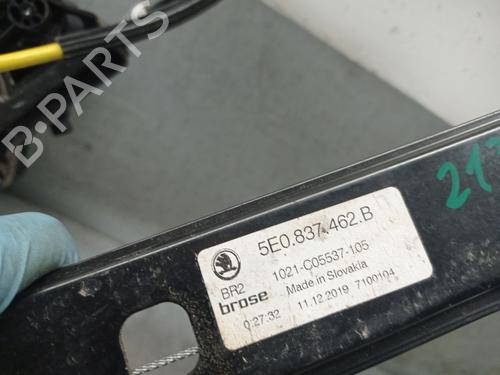 B-PARTS
5E0.837.462.B
BR2
1021-C05537-105
brose
Made in Slovakia
0:27:32 11.12.2019 7100104